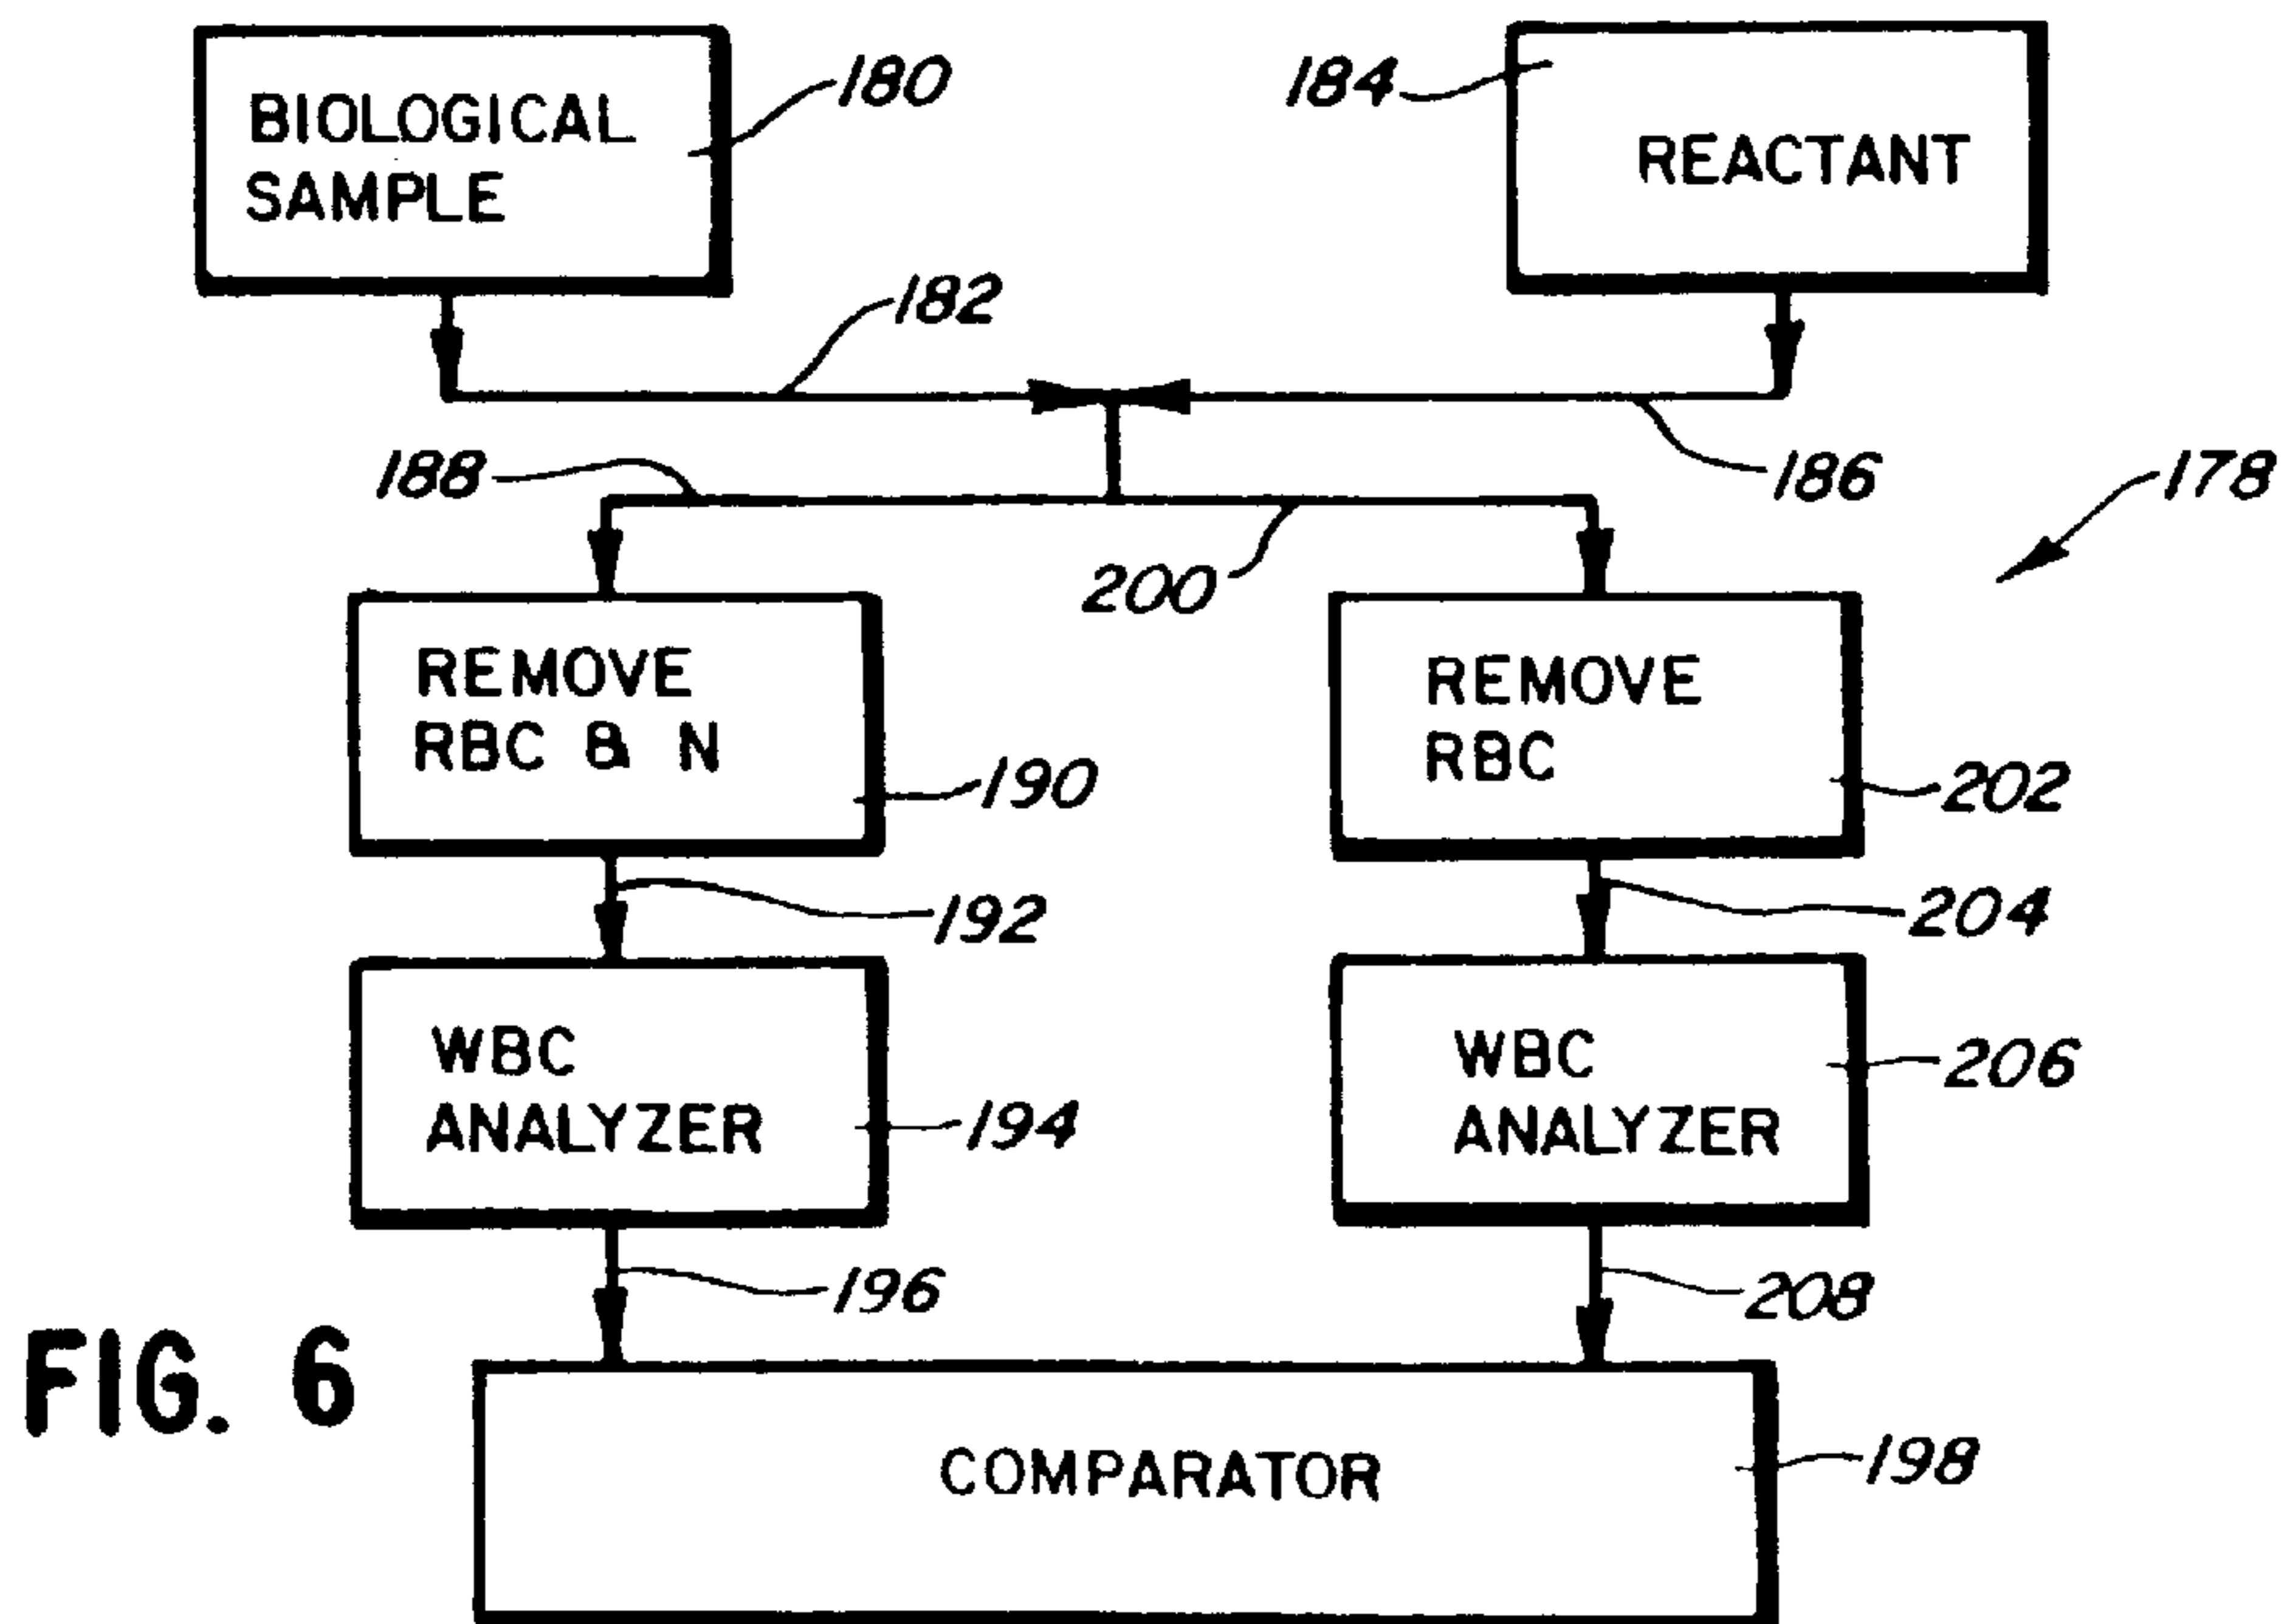 BIOLOGICAL
SAMPLE
180
184
REACTANT
182
188
186
178
200
REMOVE
RBC & N
190
REMOVE
RBC
202
192
204
WBC
ANALYZER
194
WBC
ANALYZER
206
196
208
FIG. 6
COMPARATOR
198